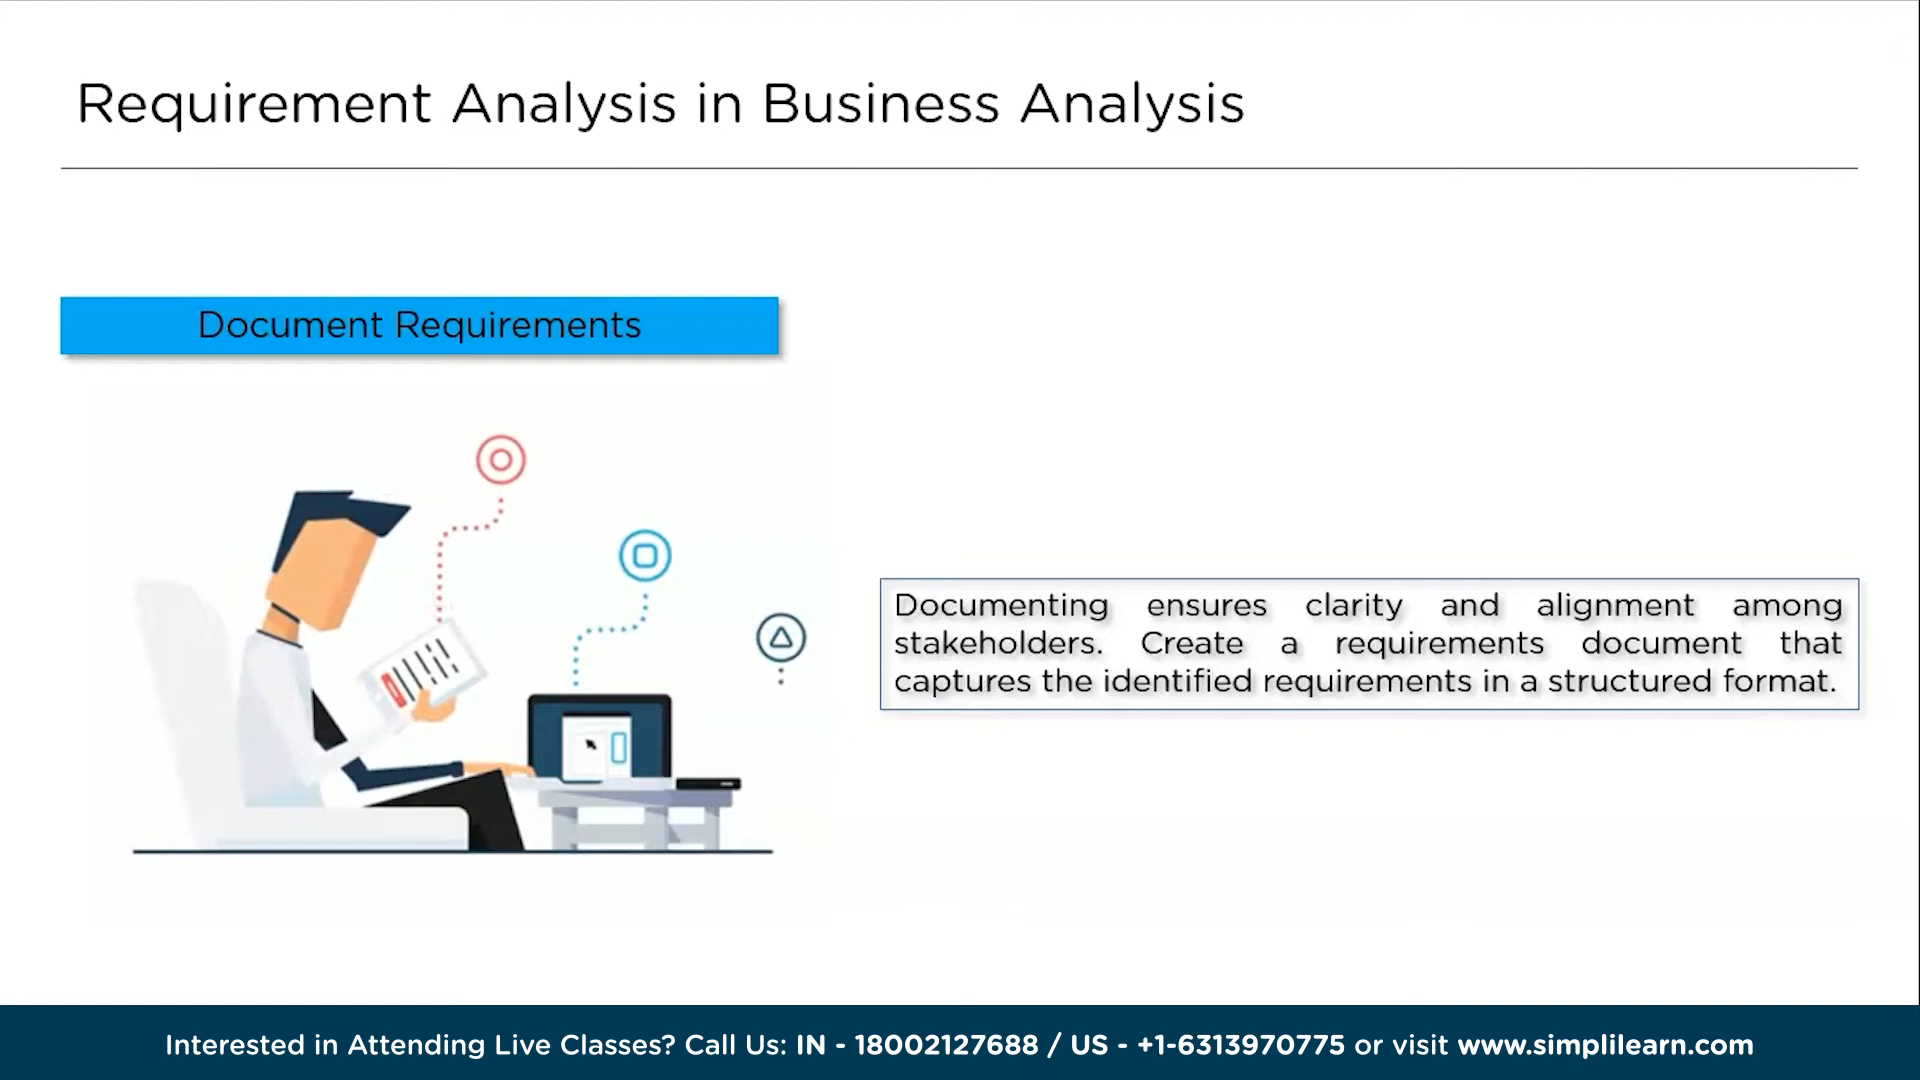 Requirement Analysis in Business Analysis
Document Requirements
Documenting ensures clarity and alignment among
stakeholders. Create a requirements document that
captures the identified requirements in a structured format.
Interested in Attending Live Classes? Call Us: IN - 18002127688 / US - +1-6313970775 or visit www.simplilearn.com